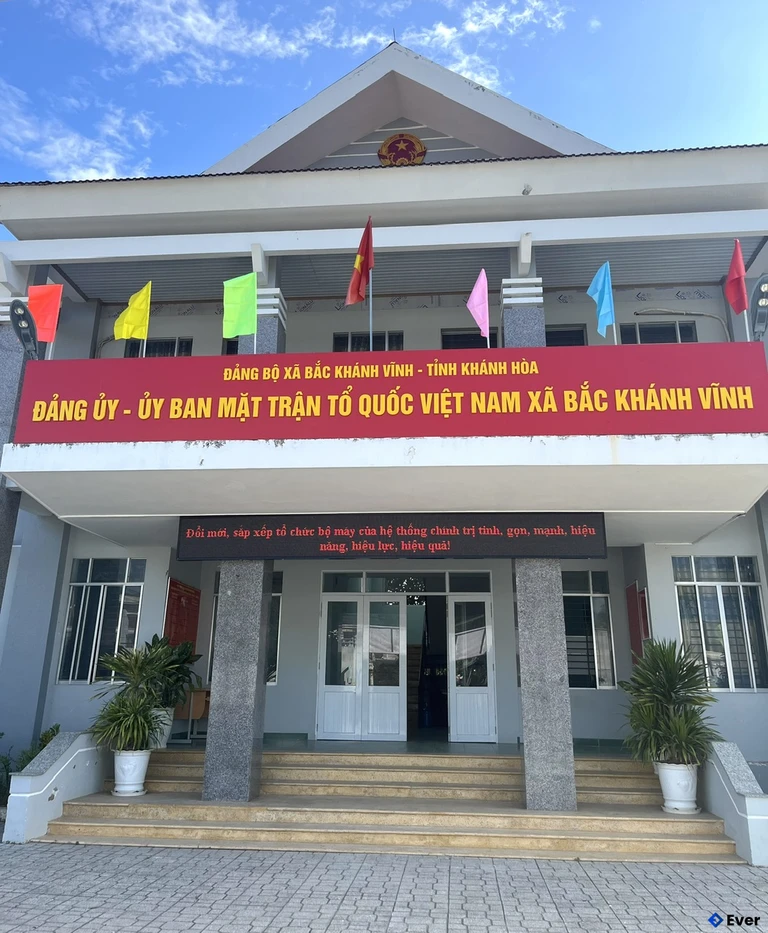 ĐẢNG BỘ XÃ BẮC KHÁNH VĨNH - TỈNH KHÁNH HÒA
ĐẢNG ỦY - ỦY BAN MẶT TRẬN TỔ QUỐC VIỆT NAM XÃ BẮC KHÁNH VĨNH
Đổi mới, sắp xếp tổ chức bộ máy của hệ thống chính trị tinh, gọn, mạnh, hiệu
năng, hiệu lực, hiệu quả!
Ever